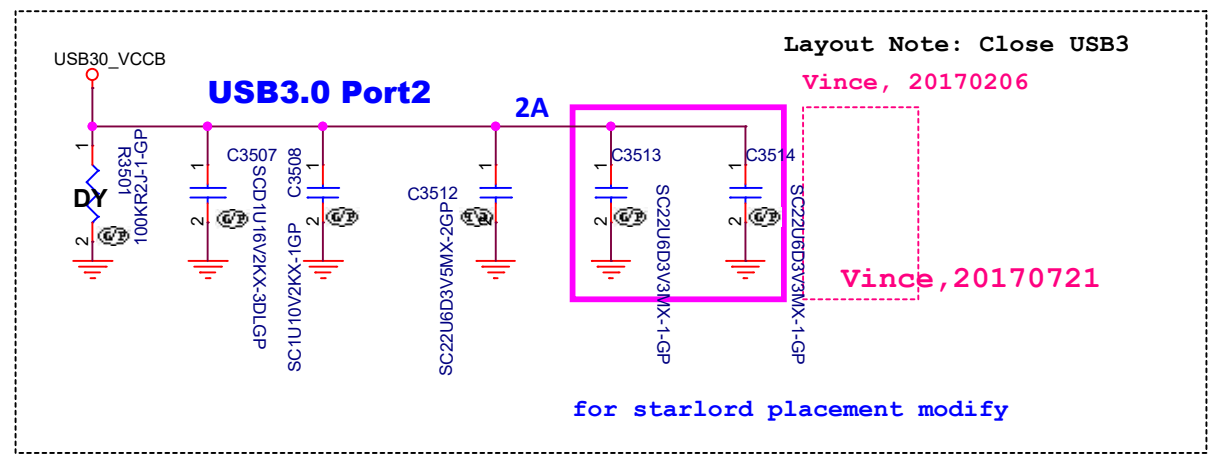 Layout Note: Close USB3
USB30_VCCB
Vince, 20170206
USB3.0 Port2
2A
1
R3501
100KR2J-1-GP
DY
2
G/P
1
C3507
SCD1U16V2KX-3DLGP
2
G/P
1
C3508
SC1U10V2KX-1GP
2
G/P
1
C3512
SC22U6D3V5MX-2GP
2
1
C3513
SC22U6D3V3MX-1-GP
2
G/P
1
C3514
SC22U6D3V3MX-1-GP
2
G/P
Vince,20170721
for starlord placement modify